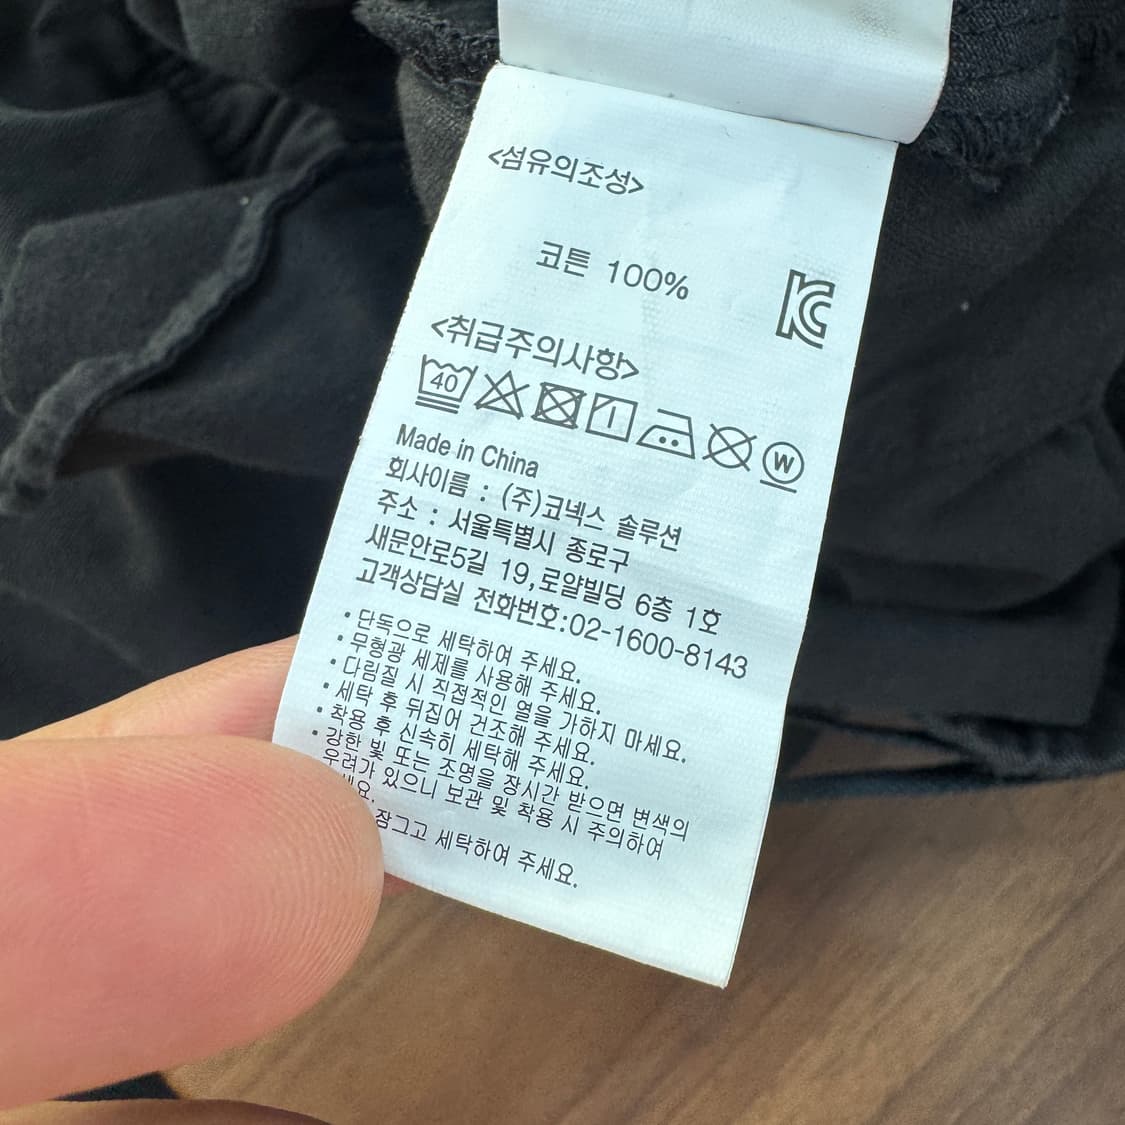 <섬유의조성>
코튼 100%
KC
<취급주의사항>
40
W
Made in China
회사이름 : (주)코넥스 솔루션
주소 : 서울특별시 종로구
새문안로5길 19,로얄빌딩 6층 1호
고객상담실 전화번호:02-1600-8143
·단독으로 세탁하여 주세요.
·무형광 세제를 사용해 주세요.
·다림질 시 직접적인 열을 가하지 마세요.
·세탁 후 뒤집어 건조해 주세요.
·착용 후 신속히 세탁해 주세요.
·강한 빛 또는 조명을 장시간 받으면 변색의
우려가 있으니 보관 및 착용 시 주의하여
잠그고 세탁하여 주세요.